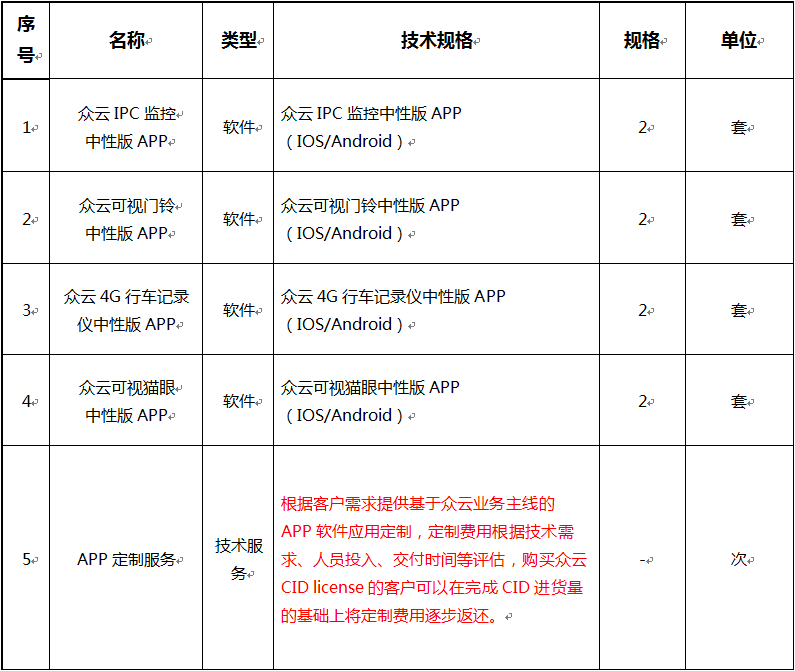 序
号
名称
类型
技术规格
规格
单位
1
众云 IPC 监控
中性版 APP
软件
众云 IPC 监控中性版 APP
（IOS/Android）
2
套
2
众云可视门铃
中性版 APP
软件
众云可视门铃中性版 APP
（IOS/Android）
2
套
3
众云 4G 行车记录
仪中性版 APP
软件
众云 4G 行车记录仪中性版 APP
（IOS/Android）
2
套
4
众云可视猫眼
中性版 APP
软件
众云可视猫眼中性版 APP
（IOS/Android）
2
套
5
APP 定制服务
技术服
务
根据客户需求提供基于众云业务主线的
APP 软件应用定制，定制费用根据技术需
求、人员投入、交付时间等评估，购买众云
CID license 的客户可以在完成 CID 进货量
的基础上将定制费用逐步返还。
-
次